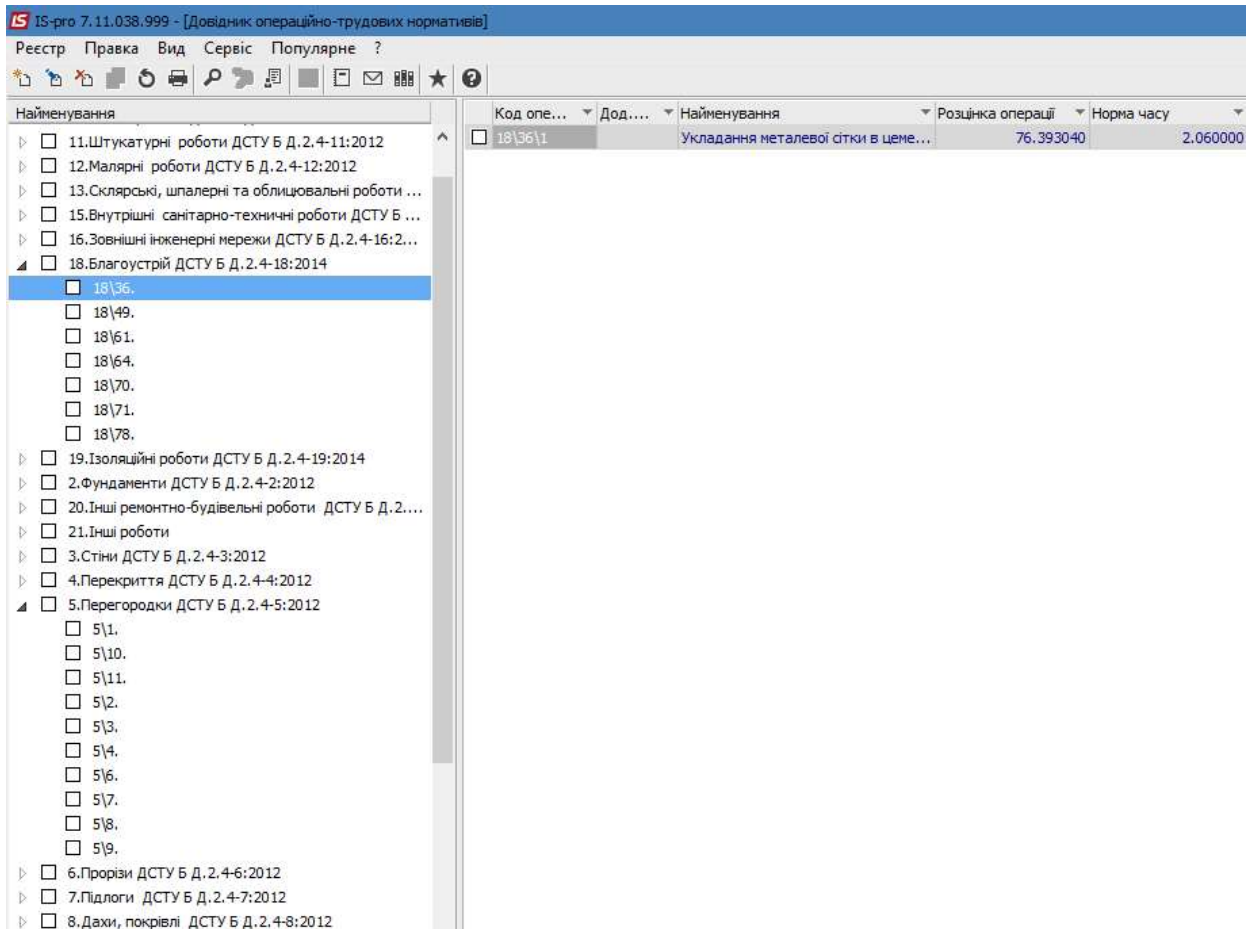 IS-pro 7.11.038.999 - [Довідник операційно-трудових нормативів]
Реєстр Правка Вид Сервіс Популярне ?
Найменування
11.Штукатурні роботи ДСТУ Б Д.2.4-11:2012
12.Малярні роботи ДСТУ Б Д.2.4-12:2012
13.Склярські, шпалерні та облицювальні роботи ...
15.Внутрішні санітарно-техничні роботи ДСТУ Б ...
16.Зовнішні інженерні мережи ДСТУ Б Д.2.4-16:2...
18.Благоустрій ДСТУ Б Д.2.4-18:2014
18\36.
18\49.
18\61.
18\64.
18\70.
18\71.
18\78.
19.Ізоляційні роботи ДСТУ Б Д.2.4-19:2014
2.Фундаменти ДСТУ Б Д.2.4-2:2012
20.Інші ремонтно-будівельні роботи ДСТУ Б Д.2....
21.Інші роботи
3.Стіни ДСТУ Б Д.2.4-3:2012
4.Перекриття ДСТУ Б Д.2.4-4:2012
5.Перегородки ДСТУ Б Д.2.4-5:2012
5\1.
5\10.
5\11.
5\2.
5\3.
5\4.
5\6.
5\7.
5\8.
5\9.
6.Прорізи ДСТУ Б Д.2.4-6:2012
7.Підлоги ДСТУ Б Д.2.4-7:2012
8.Дахи, покрівлі ДСТУ Б Д.2.4-8:2012
Код опе... Дод.... Найменування Розцінка операції Норма часу
18\36\1 Укладання металевої сітки в цеме... 76.393040 2.060000